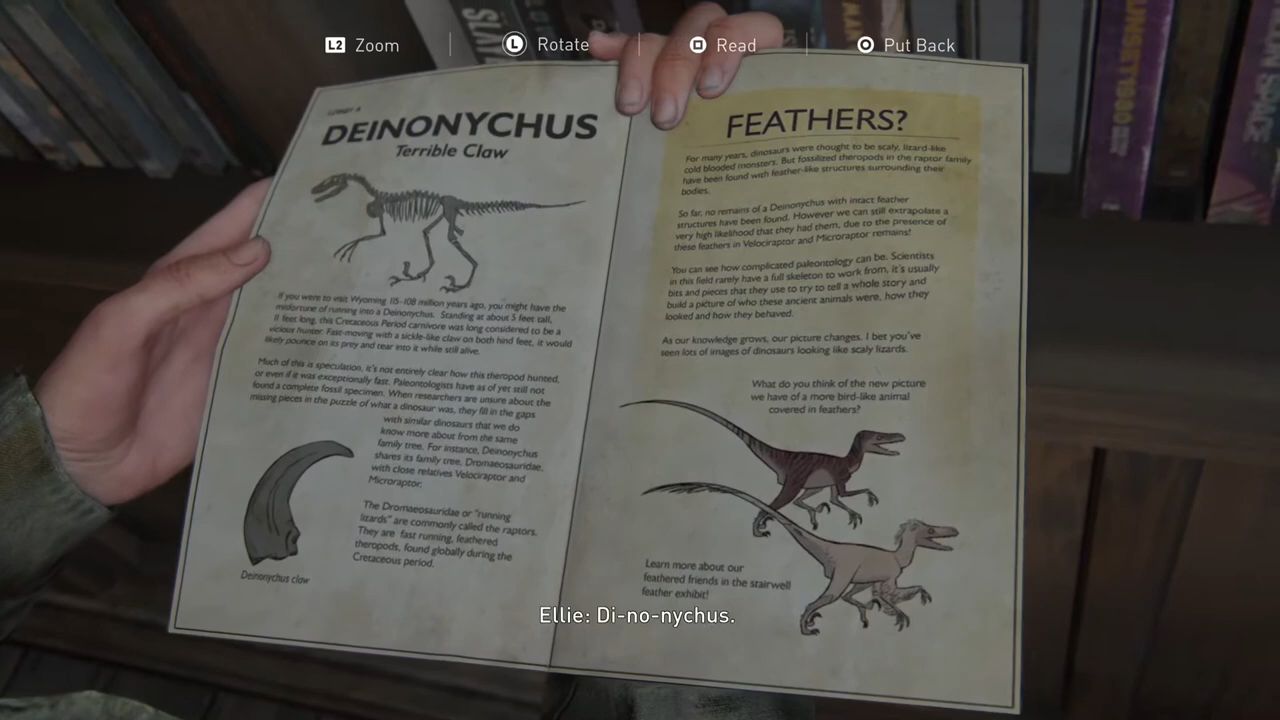 L2 Zoom
L Rotate
Read
Put Back
DEINONYCHUS
Terrible Claw
If you were to visit Wyoming 115-108 million years ago, you might have the
misfortune of running into a Deinonychus. Standing at about 5 feet tall,
11 feet long, this Cretaceous Period carnivore was long considered to be a
vicious hunter. Fast-moving with a sickle-like claw on both hind feet, it would
likely pounce on its prey and tear into it while still alive.
Much of this is speculation, it's not entirely clear how this theropod hunted,
or even if it was exceptionally fast. Paleontologists have as of yet still not
found a complete fossil specimen. When researchers are unsure about the
missing pieces in the puzzle of what a dinosaur was, they fill in the gaps
with similar dinosaurs that we do
know more about from the same
family tree. For instance, Deinonychus
shares its family tree, Dromaeosauridae,
with close relatives Velociraptor and
Microraptor.
The Dromaeosauridae or "running
lizards" are commonly called the raptors.
They are fast running, feathered
theropods, found globally during the
Cretaceous period.
Deinonychus claw
FEATHERS?
For many years, dinosaurs were thought to be scaly, lizard-like
cold blooded monsters. But fossilized theropods in the raptor family
have been found with feather-like structures surrounding their
bodies.
So far, no remains of a Deinonychus with intact feather
structures have been found. However we can still extrapolate a
very high likelihood that they had them, due to the presence of
these feathers in Velociraptor and Microraptor remains!
You can see how complicated paleontology can be. Scientists
in this field rarely have a full skeleton to work from, it's usually
bits and pieces that they use to try to tell a whole story and
build a picture of who these ancient animals were, how they
looked and how they behaved.
As our knowledge grows, our picture changes. I bet you've
seen lots of images of dinosaurs looking like scaly lizards.
What do you think of the new picture
we have of a more bird-like animal
covered in feathers?
Learn more about our
feathered friends in the stairwell
feather exhibit!
Ellie: Di-no-nychus.